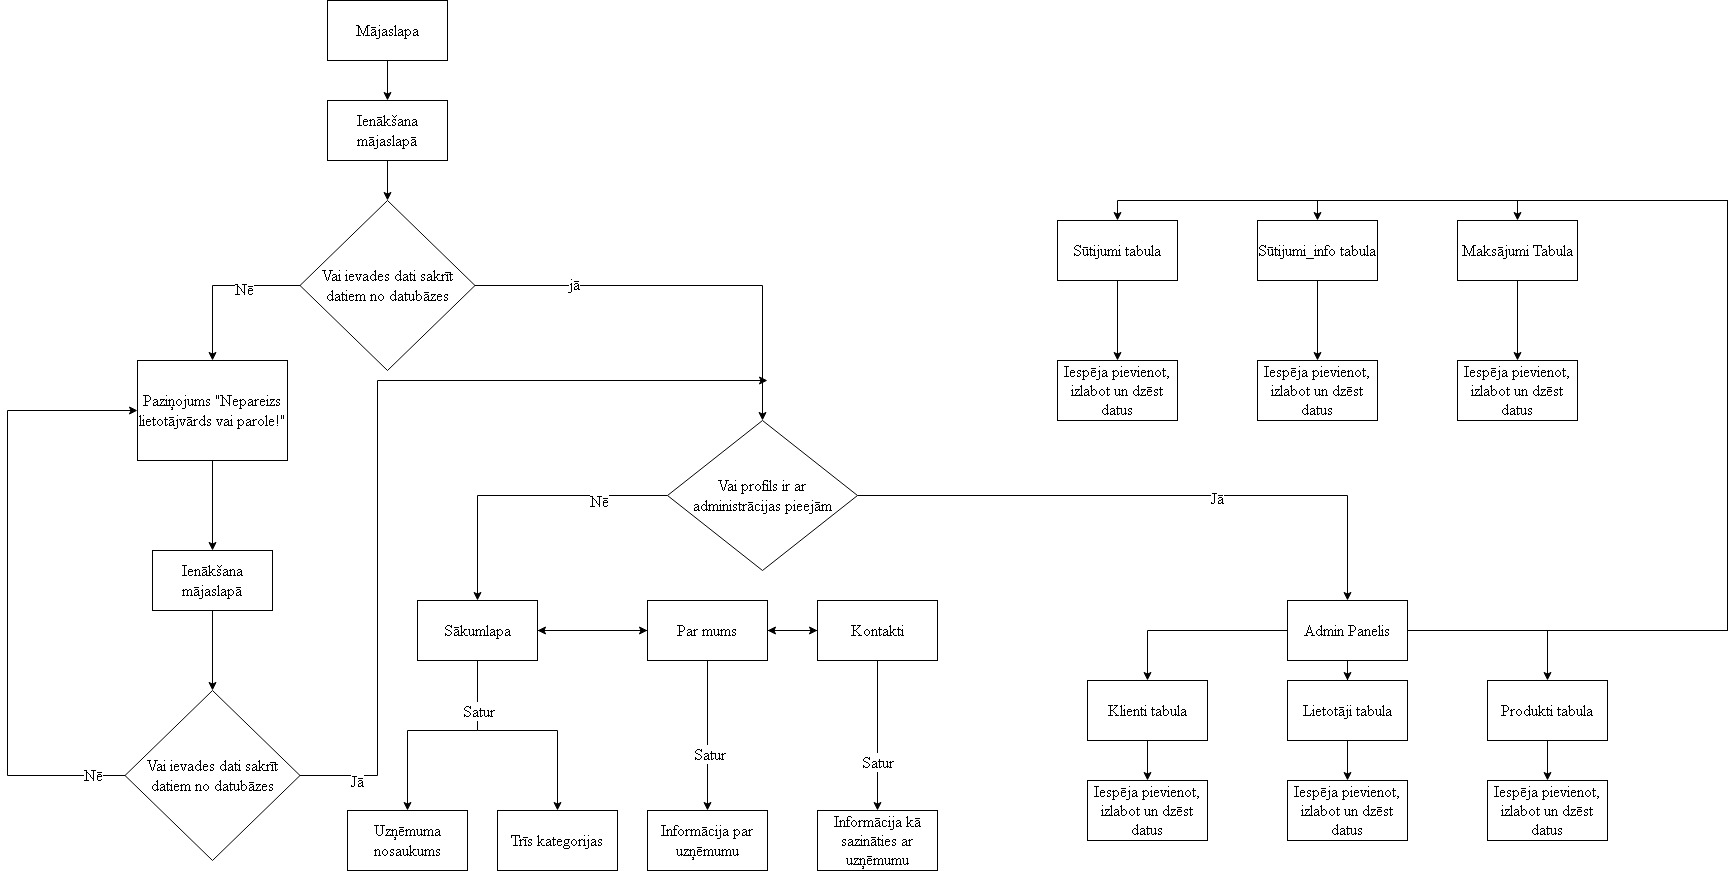 Mājaslapa
Ienākšana
mājaslapā
Vai ievades dati sakrīt
datiem no datubāzes
Nē
jā
Paziņojums "Nepareizs
lietotājvārds vai parole!"
Ienākšana
mājaslapā
Vai ievades dati sakrīt
datiem no datubāzes
Nē
Jā
Vai profils ir ar
administrācijas pieejām
Nē
Jā
Sākumlapa
Par mums
Kontakti
Satur
Satur
Satur
Uzņēmuma
nosaukums
Trīs kategorijas
Informācija par
uzņēmumu
Informācija kā
sazināties ar
uzņēmumu
Sūtijumi tabula
Sūtijumi_info tabula
Maksājumi Tabula
Iespēja pievienot,
izlabot un dzēst
datus
Iespēja pievienot,
izlabot un dzēst
datus
Iespēja pievienot,
izlabot un dzēst
datus
Admin Panelis
Klienti tabula
Lietotāji tabula
Produkti tabula
Iespēja pievienot,
izlabot un dzēst
datus
Iespēja pievienot,
izlabot un dzēst
datus
Iespēja pievienot,
izlabot un dzēst
datus